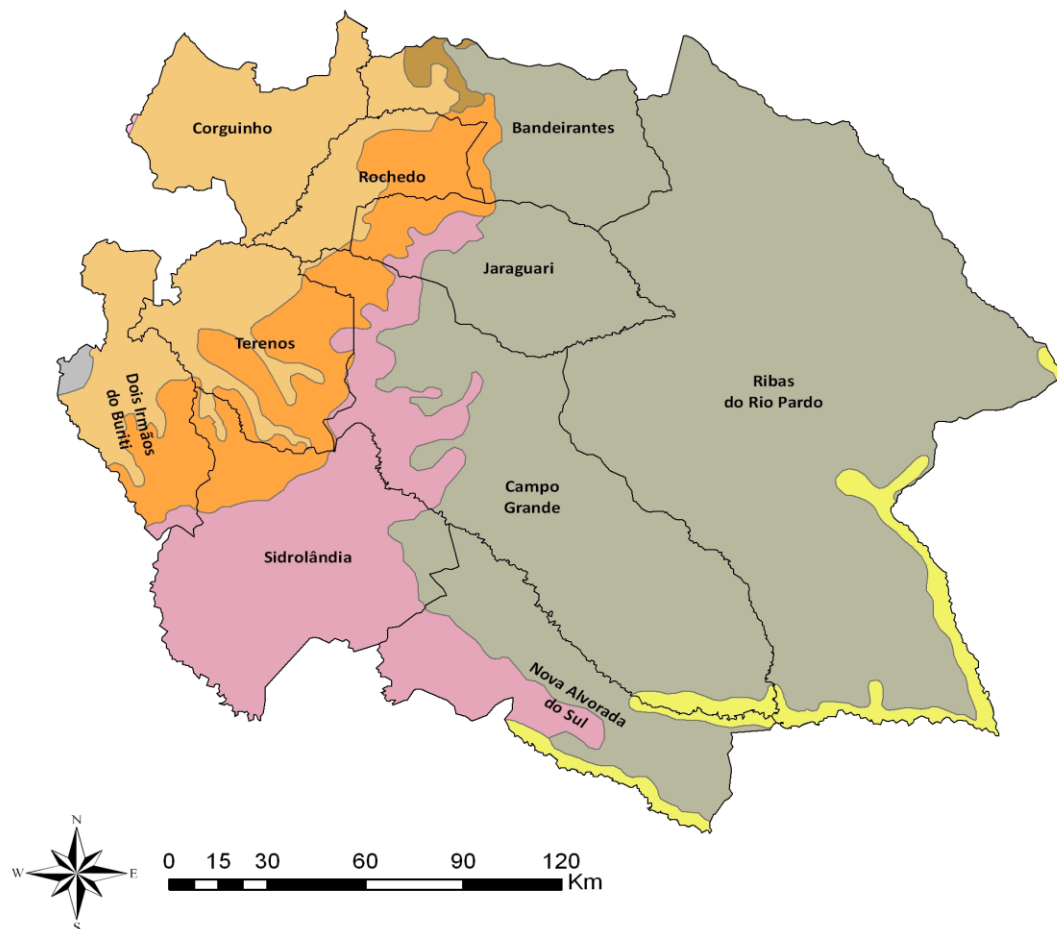 Corguinho
Bandeirantes
Rochedo
Jaraguari
Terenos
Dois Irmãos
do Buriti
Ribas
do Rio Pardo
Campo
Grande
Sidrolândia
Nova Alvorada
do Sul
N
W
E
S
0 15 30 60 90 120
Km